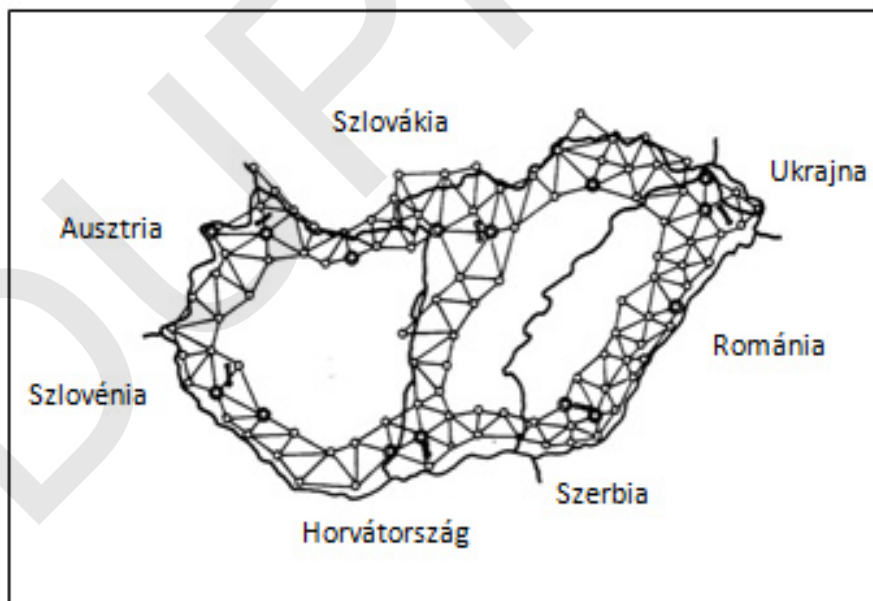 Szlovákia
Ukrajna
Ausztria
Románia
Szlovénia
Szerbia
Horvátország